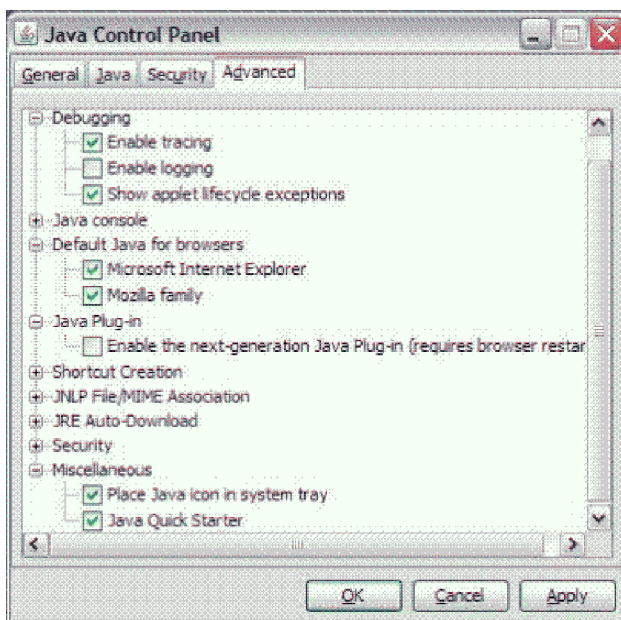 Java Control Panel
General Java Security Advanced
Debugging
Enable tracing
Enable logging
Show applet lifecycle exceptions
Java console
Default Java for browsers
Microsoft Internet Explorer
Mozilla family
Java Plug-in
Enable the next-generation Java Plug-in (requires browser restar
Shortcut Creation
JNLP File/MIME Association
JRE Auto-Download
Security
Miscellaneous
Place Java icon in system tray
Java Quick Starter
OK Cancel Apply